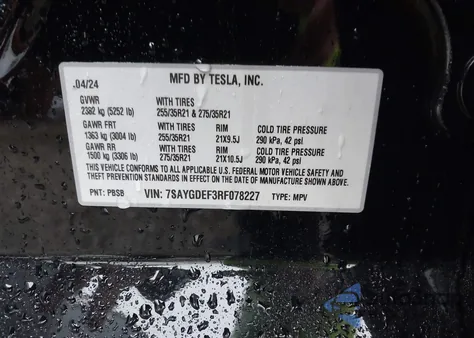 04/24 MFD BY TESLA, INC.
GVWR WITH TIRES
2382 kg (5252 lb) 255/35R21 & 275/35R21
GAWR FRT WITH TIRES RIM COLD TIRE PRESSURE
1363 kg (3004 lb) 255/35R21 21X9.5J 290 kPa, 42 psi
GAWR RR WITH TIRES RIM COLD TIRE PRESSURE
1500 kg (3306 lb) 275/35R21 21X10.5J 290 kPa, 42 psi
THIS VEHICLE CONFORMS TO ALL APPLICABLE U.S. FEDERAL MOTOR VEHICLE SAFETY AND
THEFT PREVENTION STANDARDS IN EFFECT ON THE DATE OF MANUFACTURE SHOWN ABOVE.
PNT: PBSB VIN: 7SAYGDEF3RF078227 TYPE: MPV